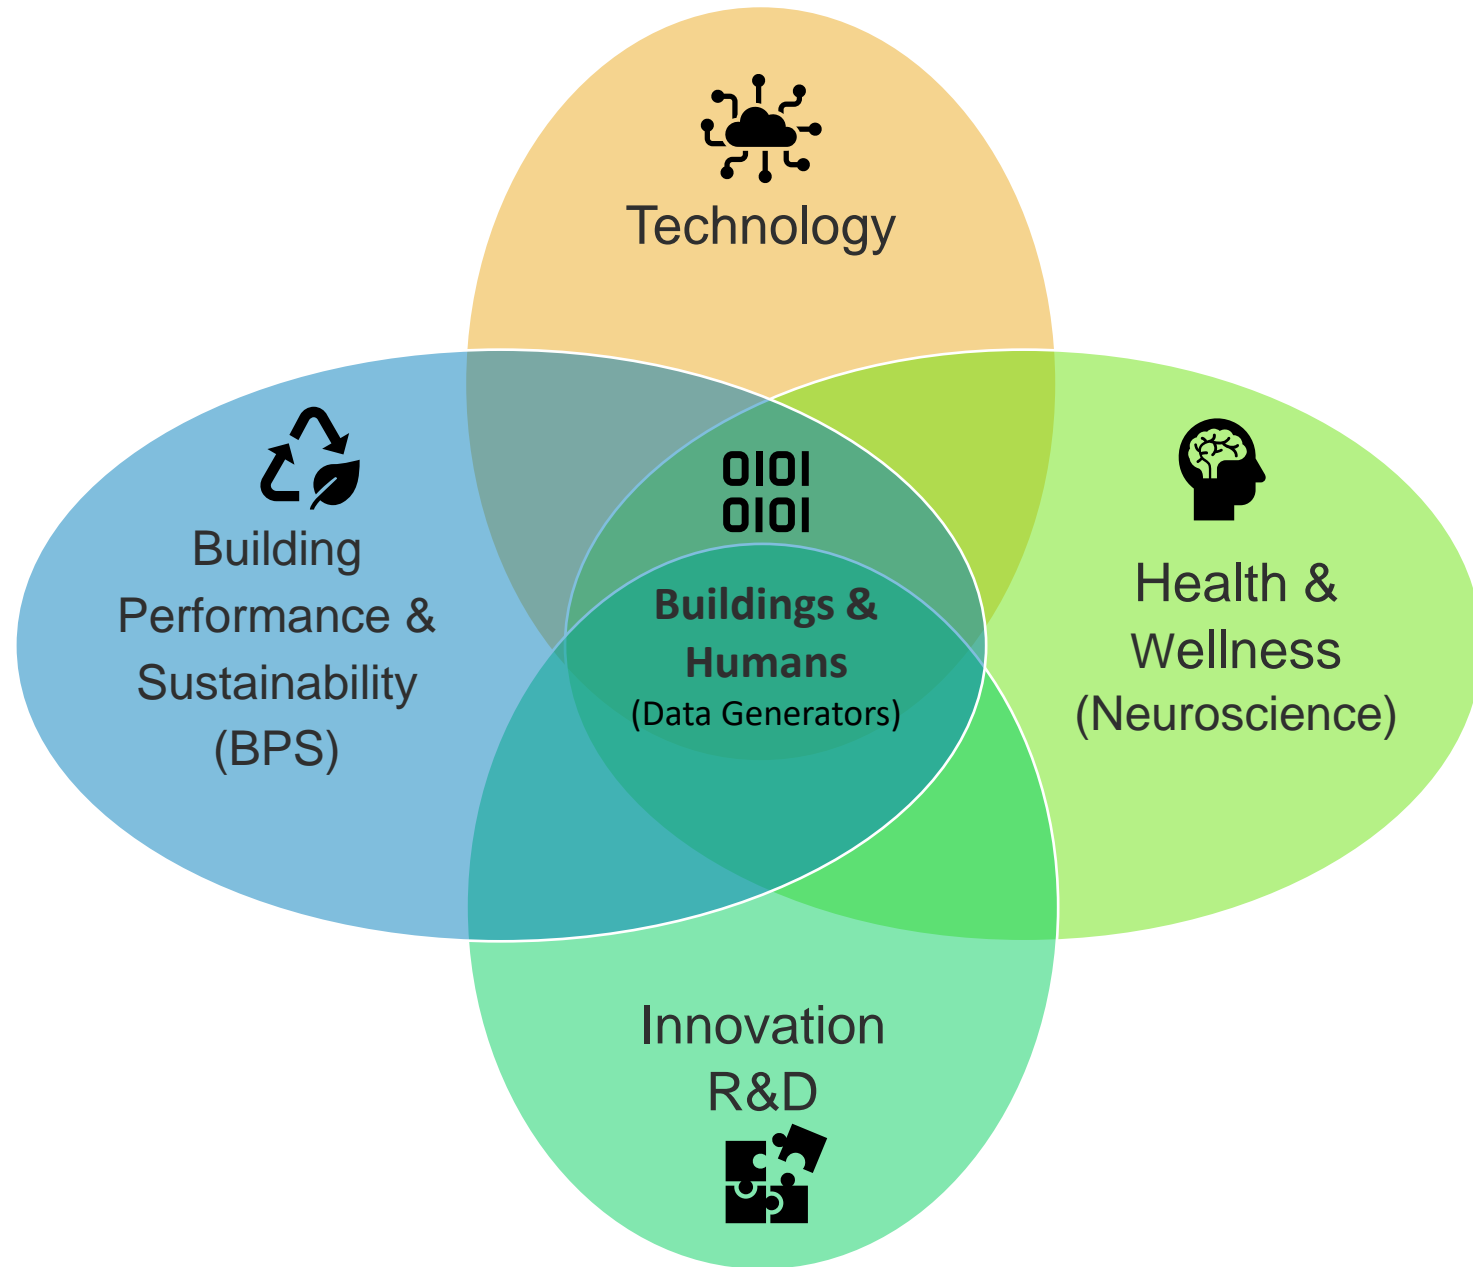 Technology
Building
Performance &
Sustainability
(BPS)
0101
0101
Buildings &
Humans
(Data Generators)
Health &
Wellness
(Neuroscience)
Innovation
R&D